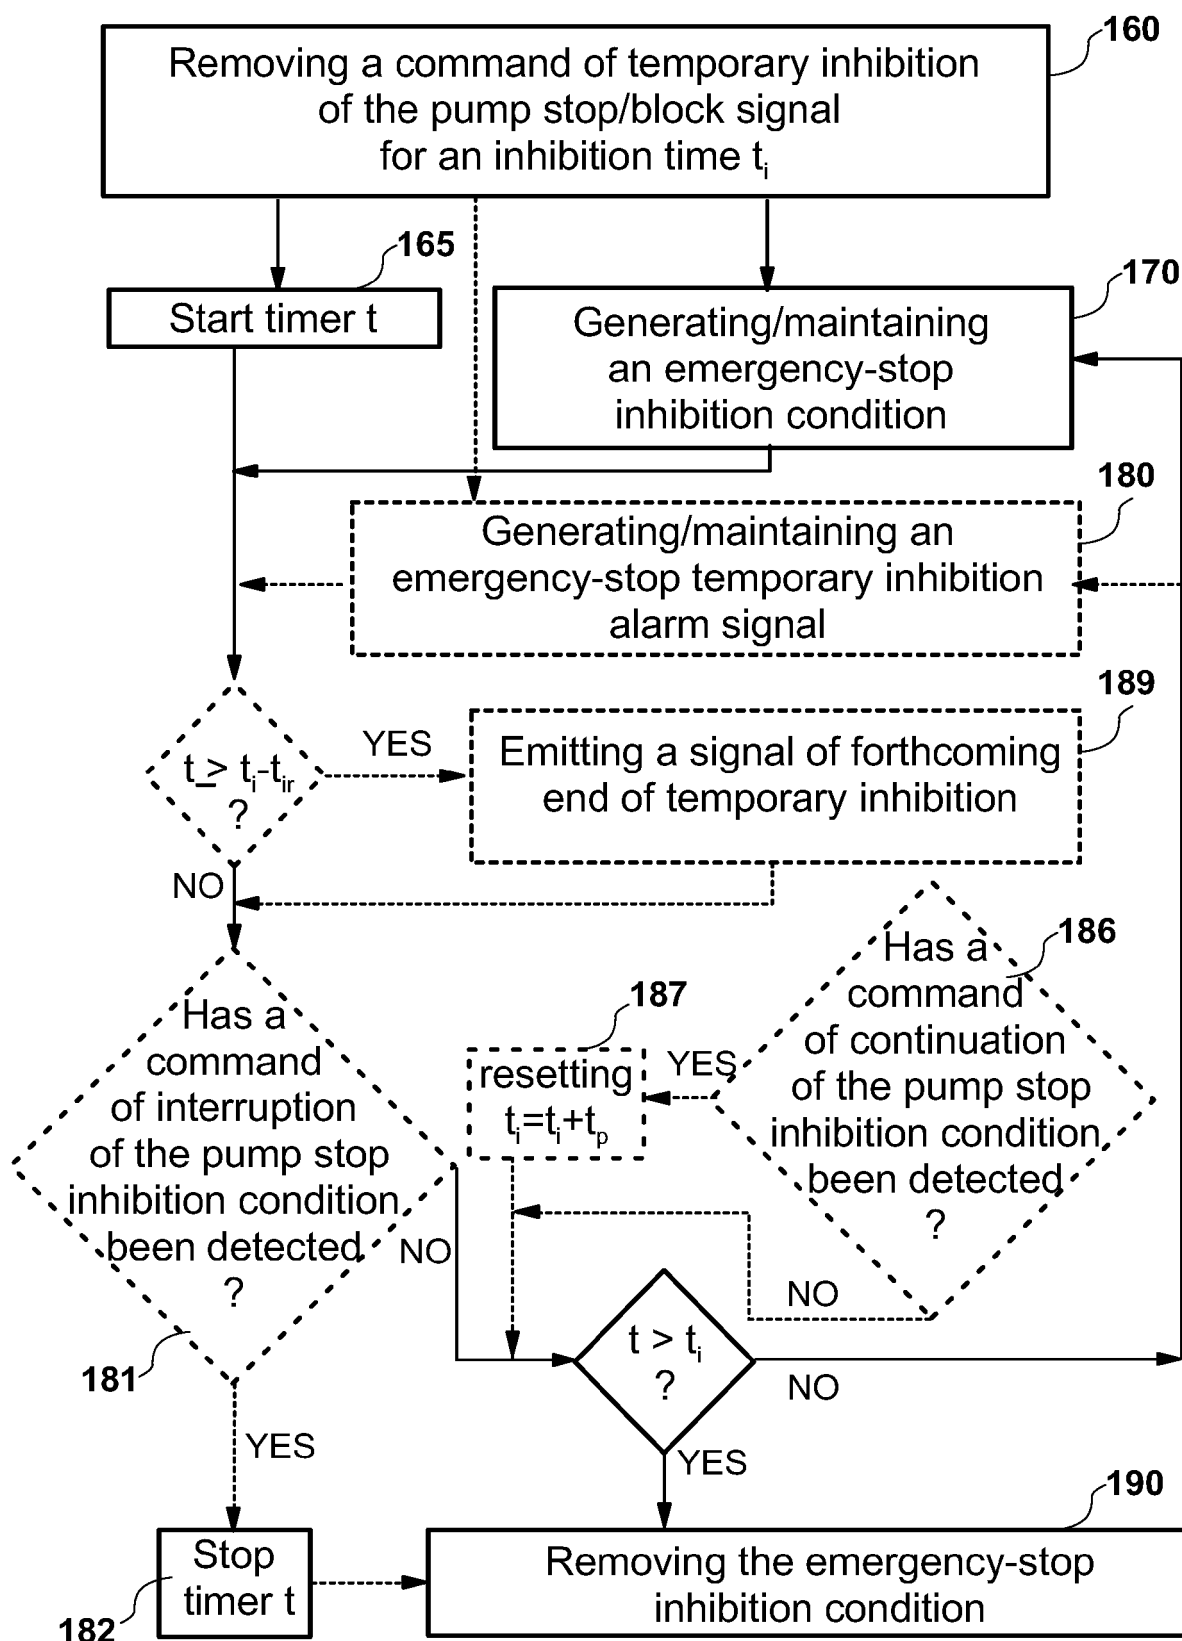 160
Removing a command of temporary inhibition
of the pump stop/block signal
for an inhibition time ti
165
Start timer t
170
Generating/maintaining
an emergency-stop
inhibition condition
180
Generating/maintaining an
emergency-stop temporary inhibition
alarm signal
189
t ≥ ti-tir
?
YES
Emitting a signal of forthcoming
end of temporary inhibition
NO
186
Has a
command
of continuation
of the pump stop
inhibition condition
been detected
?
YES
187
resetting
ti=ti+tp
NO
Has a
command
of interruption
of the pump stop
inhibition condition
been detected
?
NO
181
YES
t > ti
?
NO
YES
190
Stop
timer t
182
Removing the emergency-stop
inhibition condition